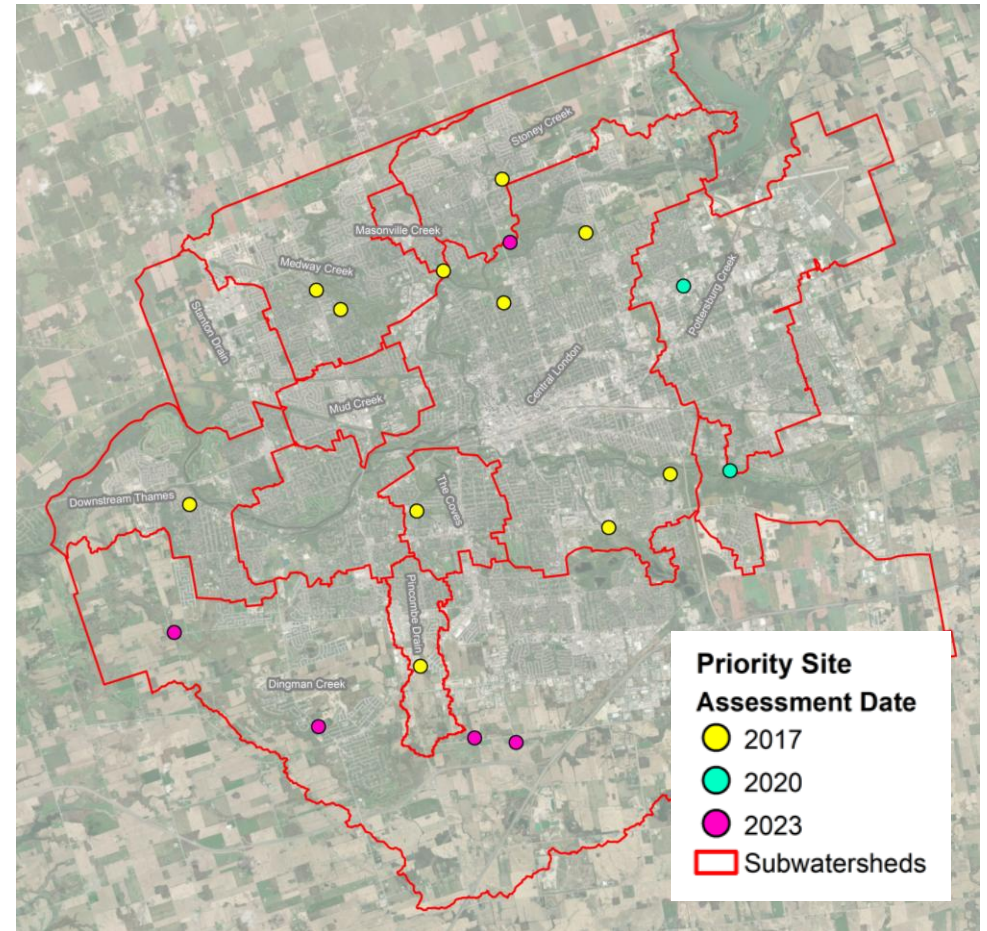 Stoney Creek
Masonville Creek
Medway Creek
Pottersburg Creek
Stanton Drain
Central London
Mud Creek
Downstream Thames
The Coves
Pincombe Drain
Dingman Creek
Priority Site
Assessment Date
2017
2020
2023
Subwatersheds